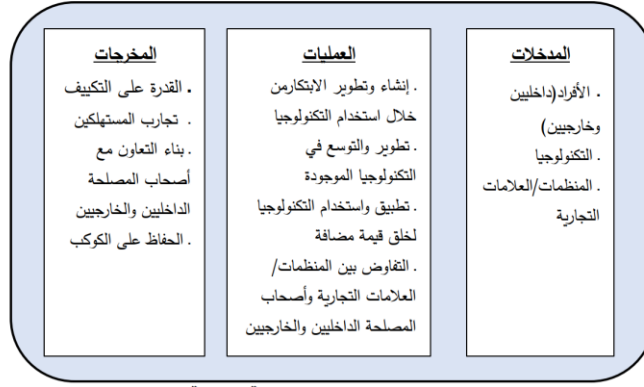 المدخلات
. الأفراد(داخليين
وخارجيين)
. التكنولوجيا
. المنظمات/العلامات
التجارية
العمليات
. إنشاء وتطوير الابتكارمن
خلال استخدام التكنولوجيا
. تطوير والتوسع في
التكنولوجيا الموجودة
. تطبيق واستخدام التكنولوجيا
لخلق قيمة مضافة
. التفاوض بين المنظمات/
العلامات التجارية وأصحاب
المصلحة الداخليين والخارجيين
المخرجات
. القدرة على التكييف
. تجارب المستهلكين
. بناء التعاون مع
أصحاب المصلحة
الداخليين والخارجيين
. الحفاظ على الكوكب